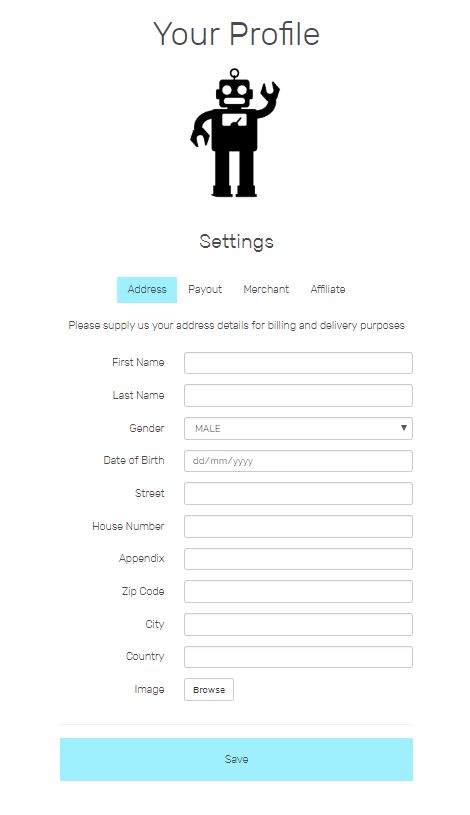 Your Profile
Settings
Address Payout Merchant Affiliate
Please supply us your address details for billing and delivery purposes
First Name
Last Name
Gender MALE
Date of Birth dd/mm/yyyy
Street
House Number
Appendix
Zip Code
City
Country
Image Browse
Save